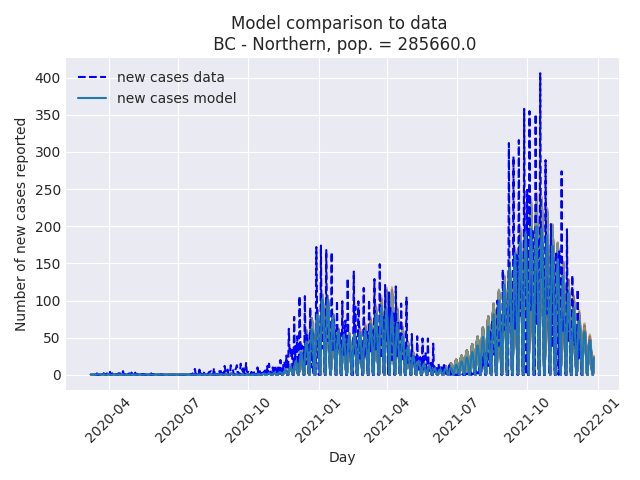 Model comparison to data
BC - Northern, pop. = 285660.0
new cases data
new cases model
Number of new cases reported
400
350
300
250
200
150
100
50
0
2020-04
2020-07
2020-10
2021-01
2021-04
2021-07
2021-10
2022-01
Day